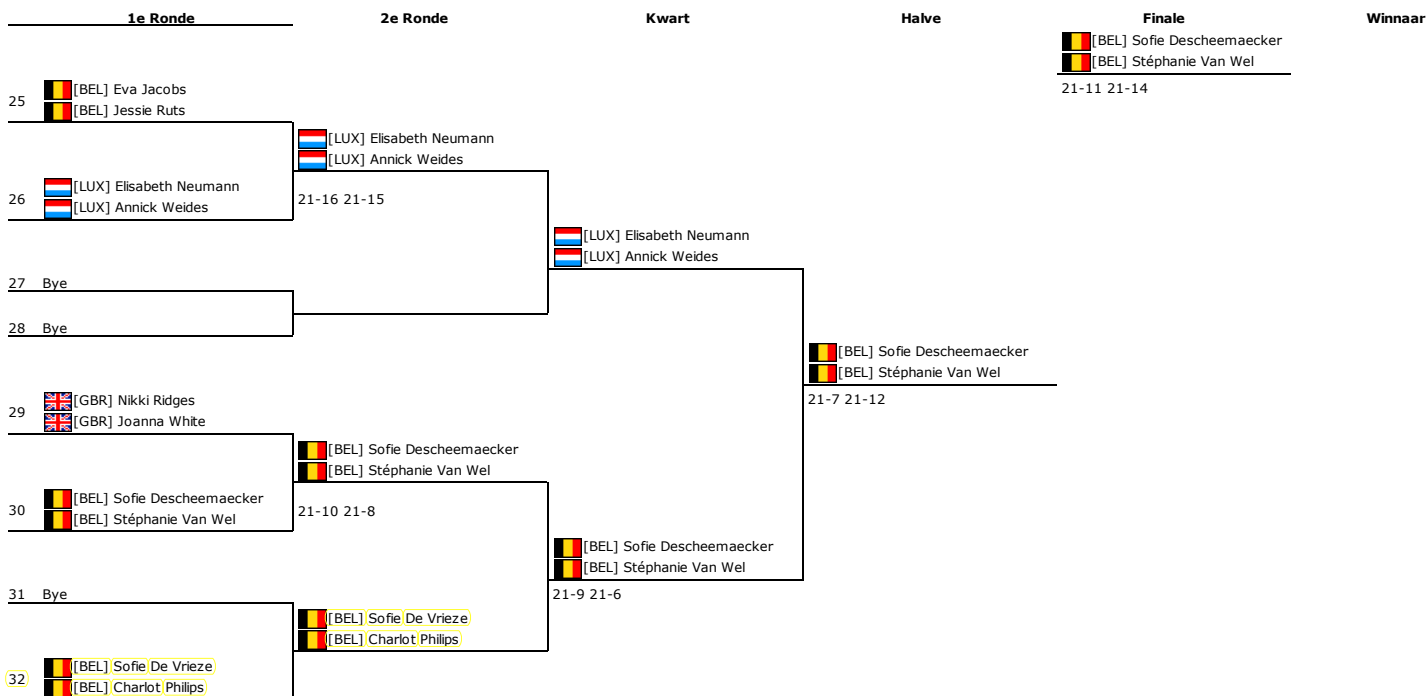 1e Ronde 2e Ronde Kwart Halve Finale Winnaar
[BEL] Sofie Descheemaecker
[BEL] Stéphanie Van Wel
21-11 21-14
25
[BEL] Eva Jacobs
[BEL] Jessie Ruts
[LUX] Elisabeth Neumann
[LUX] Annick Weides
26
[LUX] Elisabeth Neumann
[LUX] Annick Weides
21-16 21-15
[LUX] Elisabeth Neumann
[LUX] Annick Weides
27 Bye
28 Bye
[BEL] Sofie Descheemaecker
[BEL] Stéphanie Van Wel
21-7 21-12
29
[GBR] Nikki Ridges
[GBR] Joanna White
[BEL] Sofie Descheemaecker
[BEL] Stéphanie Van Wel
30
[BEL] Sofie Descheemaecker
[BEL] Stéphanie Van Wel
21-10 21-8
[BEL] Sofie Descheemaecker
[BEL] Stéphanie Van Wel
21-9 21-6
31 Bye
[BEL] Sofie De Vrieze
[BEL] Charlot Philips
32
[BEL] Sofie De Vrieze
[BEL] Charlot Philips